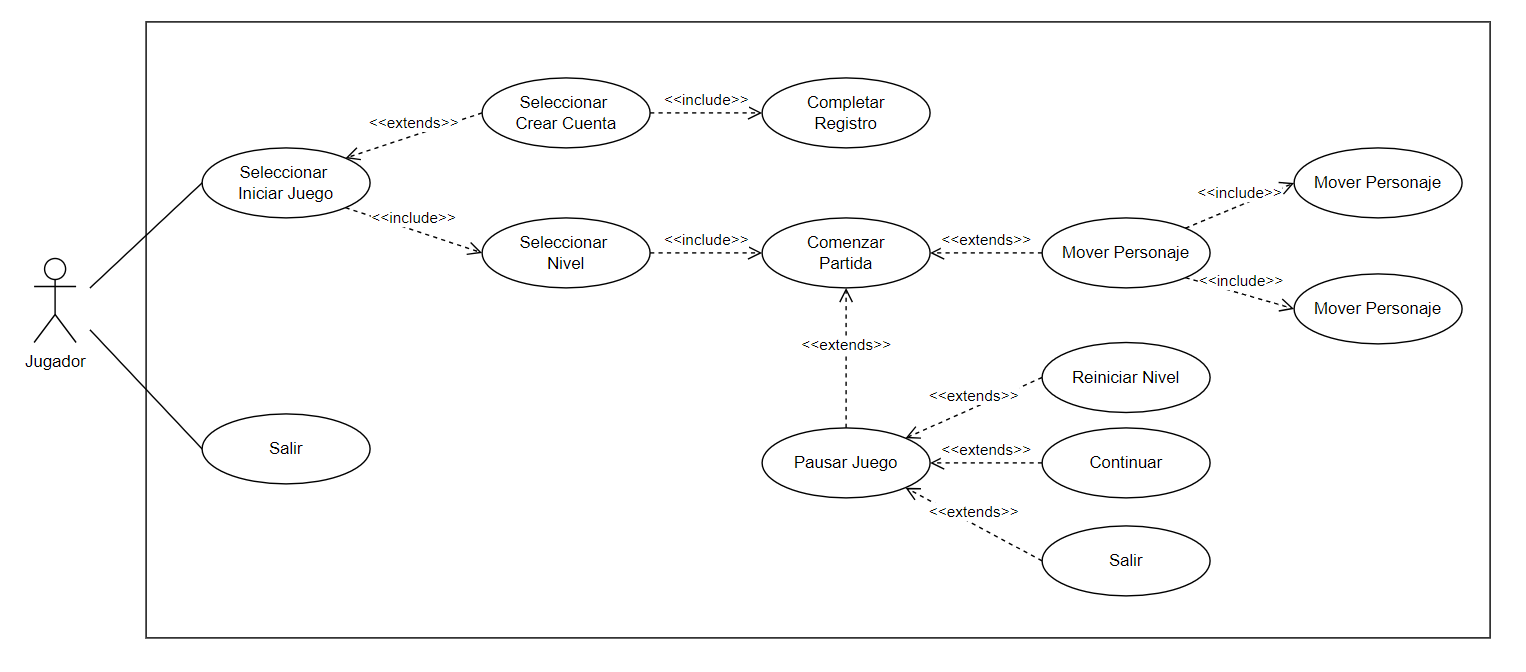 Seleccionar
Crear Cuenta
<<include>>
Completar
Registro
<<extends>>
Seleccionar
Iniciar Juego
<<include>>
Seleccionar
Nivel
<<include>>
Comenzar
Partida
<<extends>>
Mover Personaje
<<include>>
Mover Personaje
<<include>>
Mover Personaje
Jugador
<<extends>>
Reiniciar Nivel
<<extends>>
Salir
Pausar Juego
<<extends>>
Continuar
<<extends>>
Salir